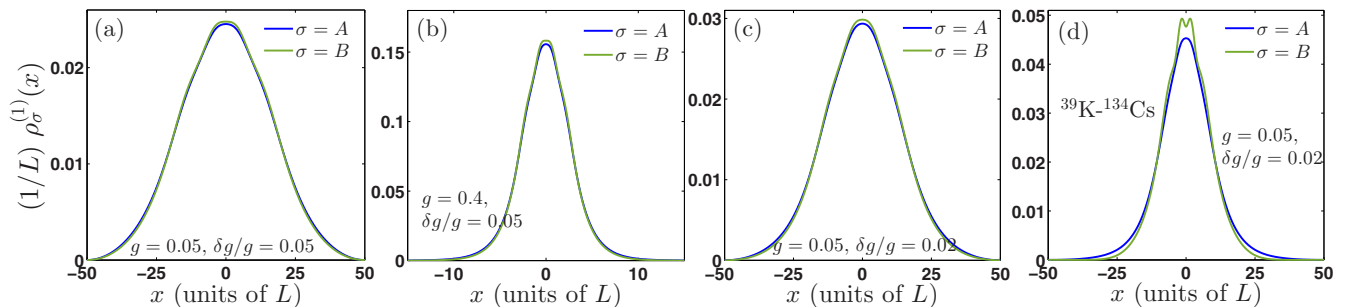 (a)
σ = A
σ = B
g = 0.05, δg/g = 0.05
0.02
0.01
0
−50 −25 0 25 50
x (units of L)
(1/L) ρσ(1)(x)
(b)
σ = A
σ = B
g = 0.4,
δg/g = 0.05
0.15
0.1
0.05
0
−10 0 10
x (units of L)
(c)
σ = A
σ = B
g = 0.05, δg/g = 0.02
0.03
0.02
0.01
0
−50 −25 0 25 50
x (units of L)
(d)
σ = A
σ = B
39K-134Cs
g = 0.05,
δg/g = 0.02
0.05
0.04
0.03
0.02
0.01
0
−50 −25 0 25 50
x (units of L)